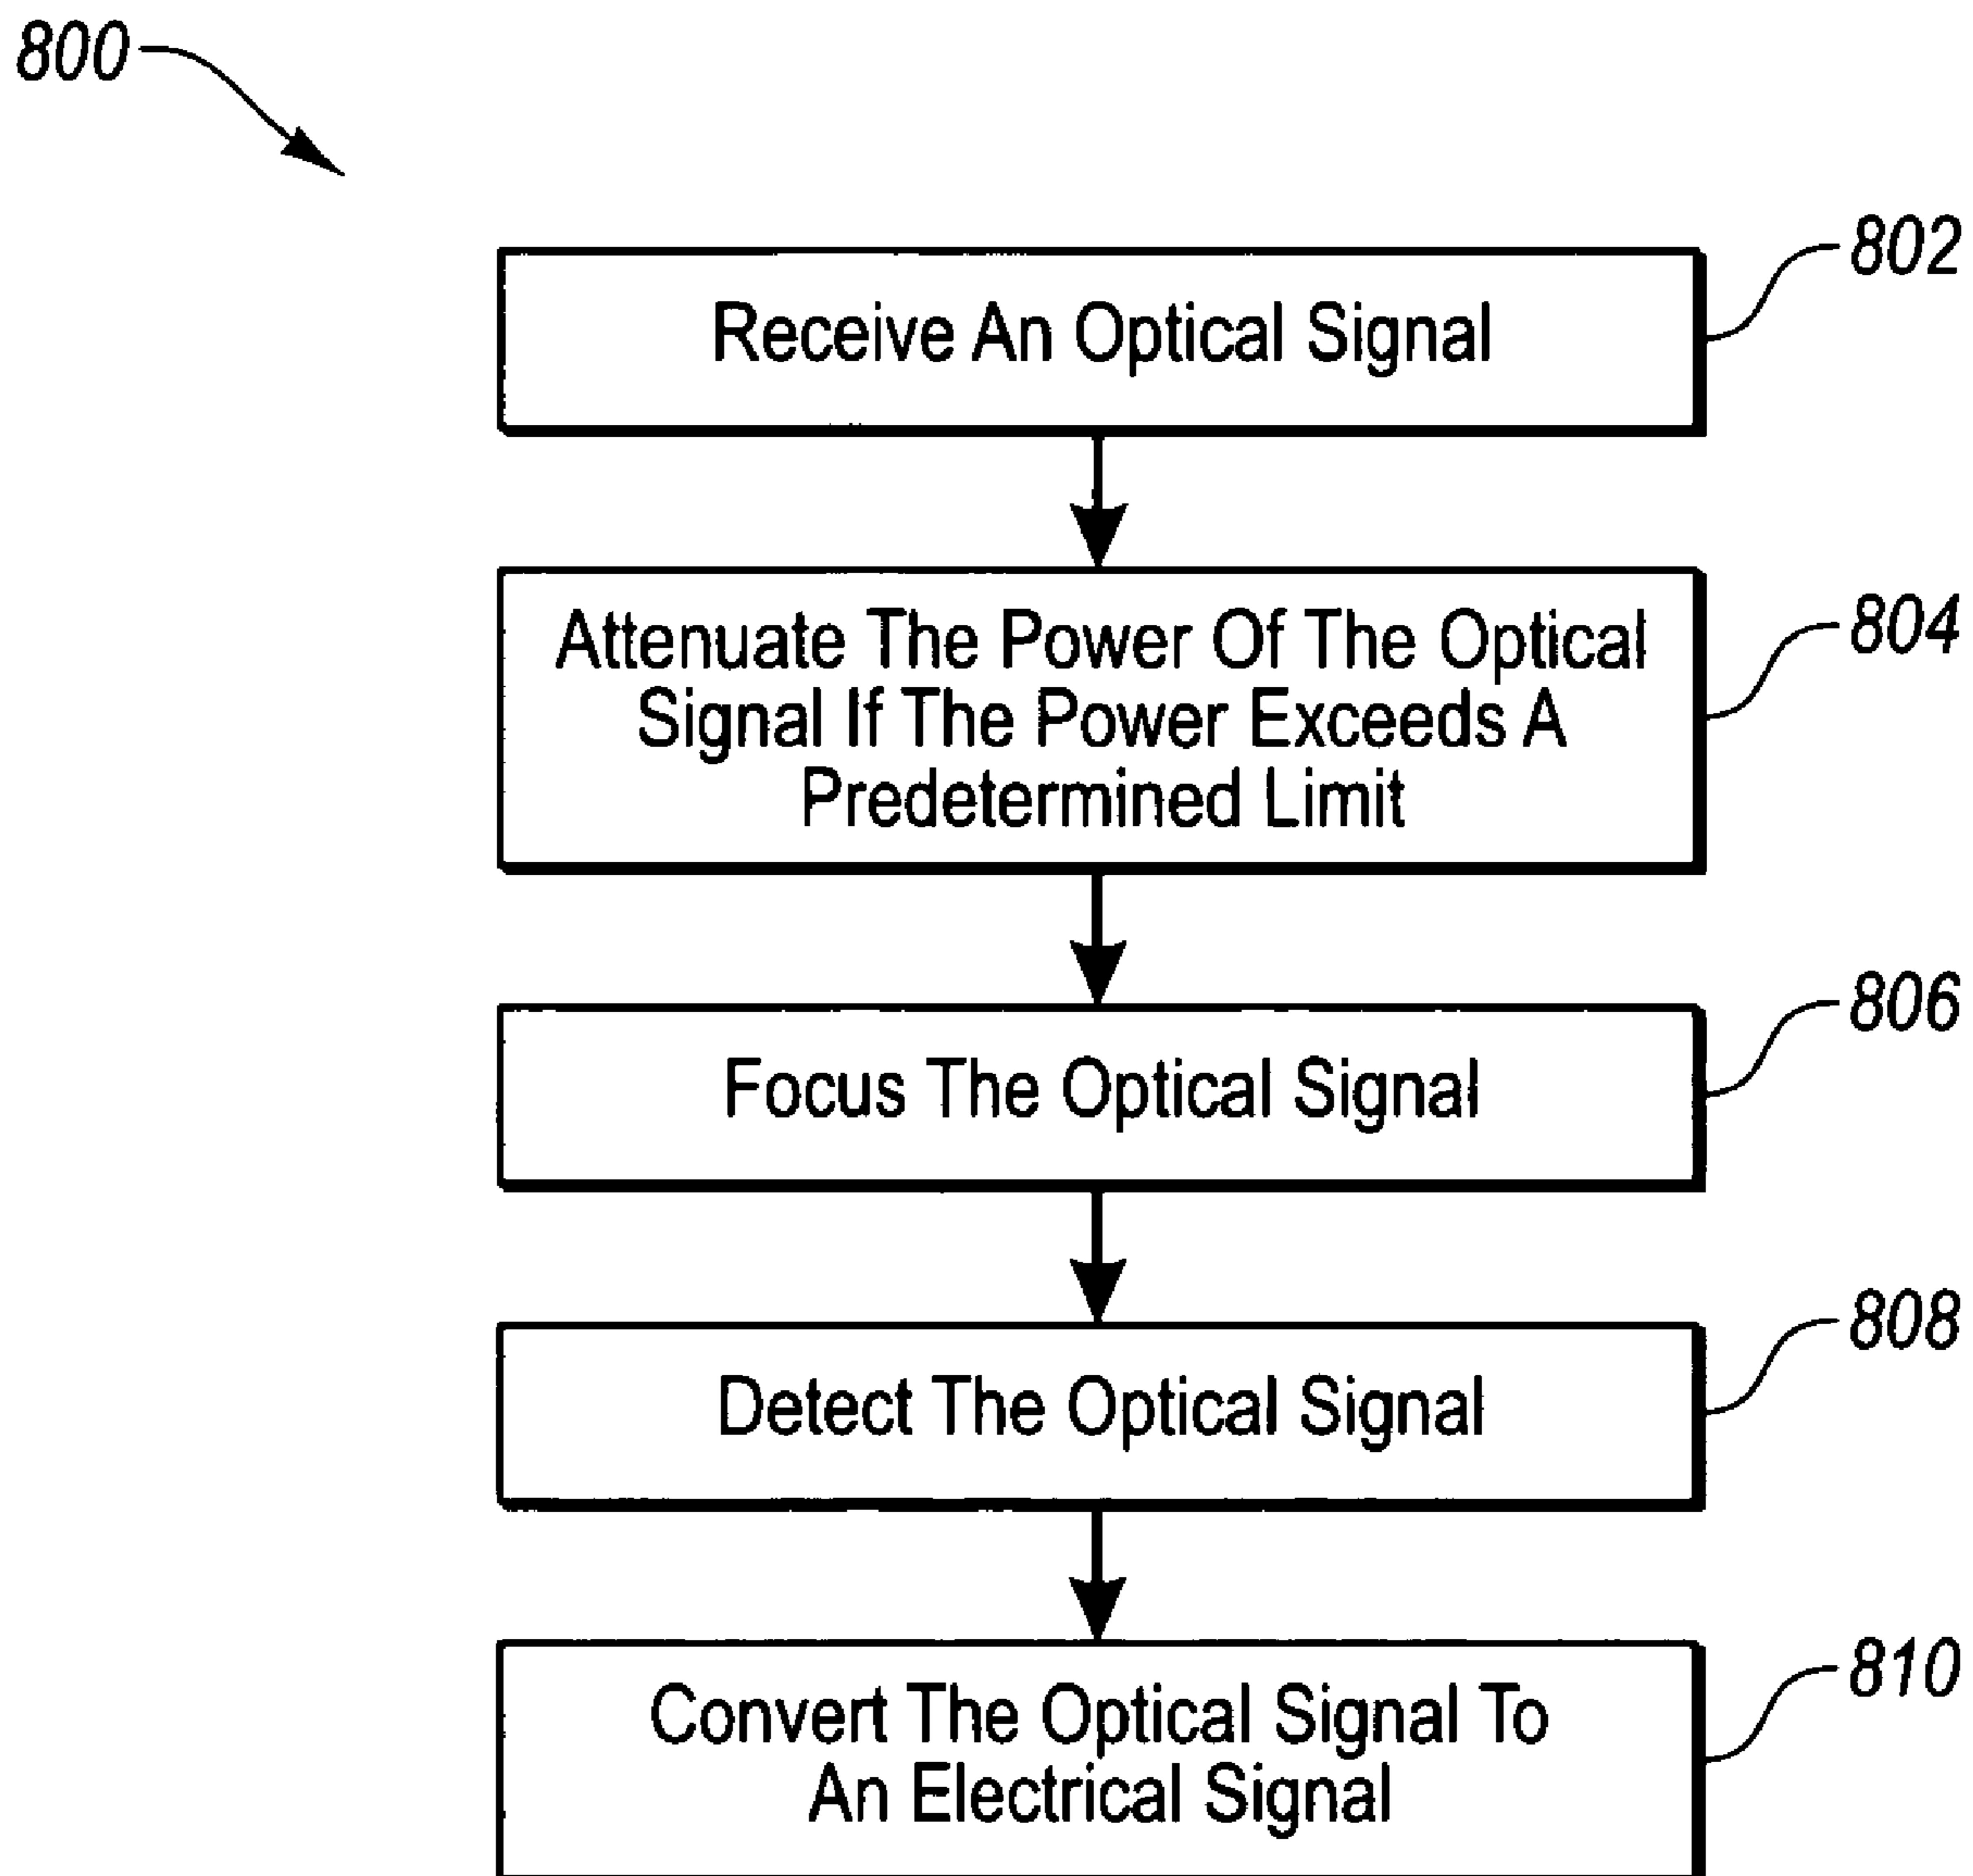 800
802
Receive An Optical Signal
804
Attenuate The Power Of The Optical
Signal If The Power Exceeds A
Predetermined Limit
806
Focus The Optical Signal
808
Detect The Optical Signal
810
Convert The Optical Signal To
An Electrical Signal